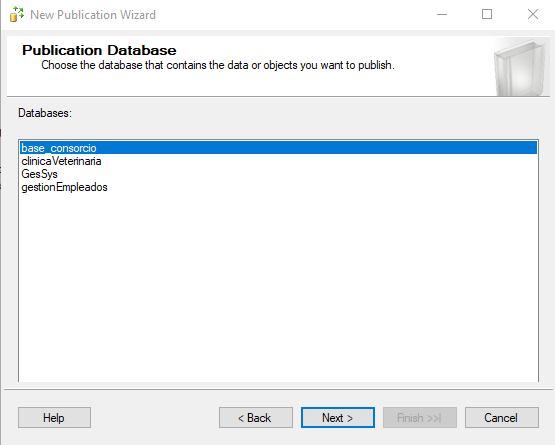 New Publication Wizard
Publication Database
Choose the database that contains the data or objects you want to publish.
Databases:
base_consorcio
clinicaVeterinaria
GesSys
gestionEmpleados
Help
< Back
Next >
Finish >>|
Cancel